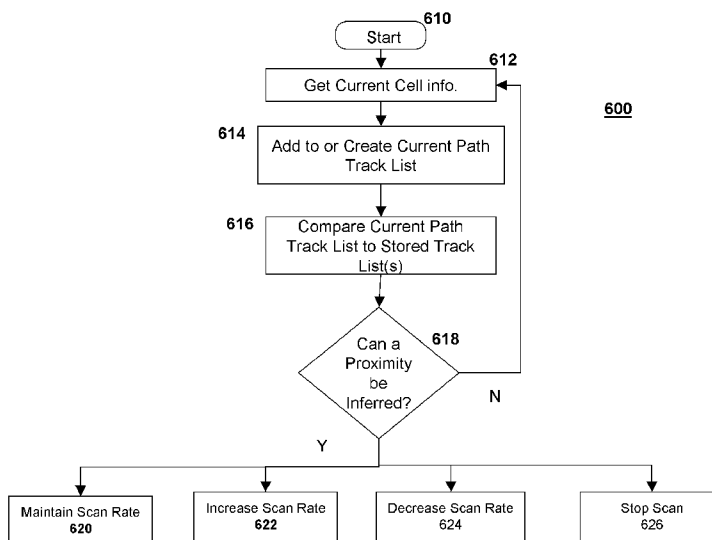 610
Start
612
Get Current Cell info.
600
614
Add to or Create Current Path
Track List
616
Compare Current Path
Track List to Stored Track
List(s)
618
Can a
Proximity
be
Inferred?
N
Y
Maintain Scan Rate
620
Increase Scan Rate
622
Decrease Scan Rate
624
Stop Scan
626